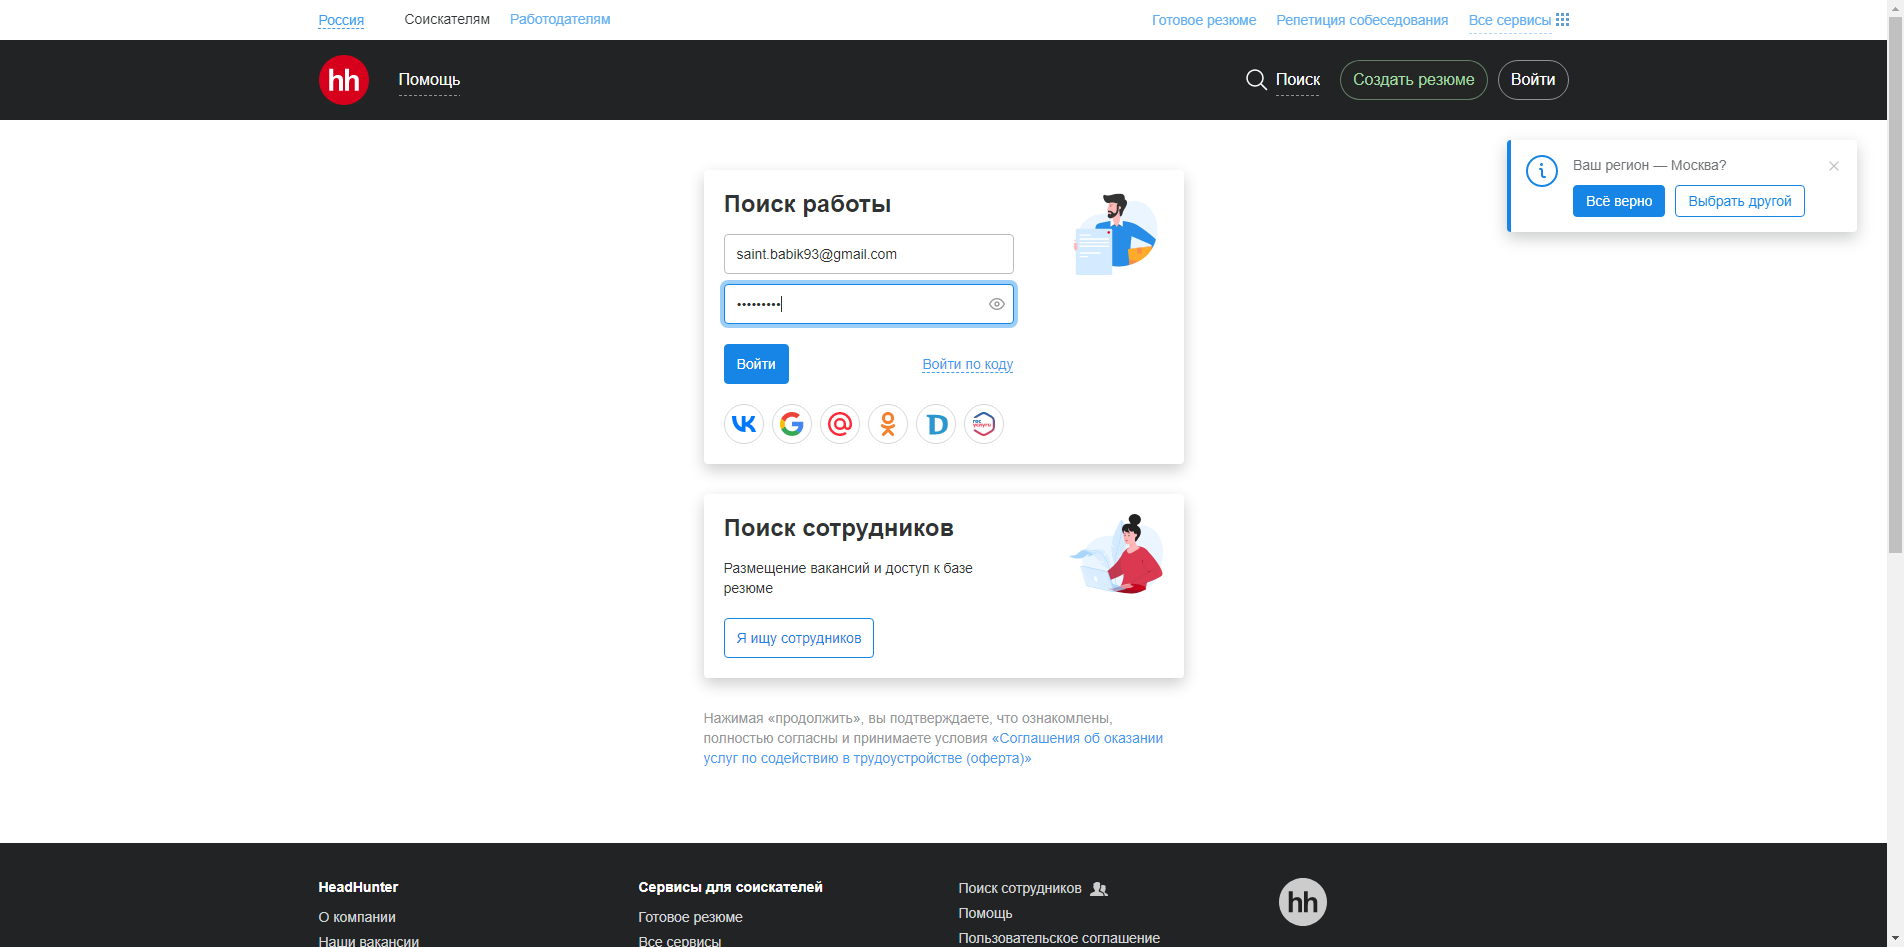 Россия Соискателям Работодателям Готовое резюме Репетиция собеседования Все сервисы
hh Помощь Поиск Создать резюме Войти
Ваш регион — Москва?
Всё верно Выбрать другой
Поиск работы
saint.babik93@gmail.com
•••••••••
Войти Войти по коду
Поиск сотрудников
Размещение вакансий и доступ к базе
резюме
Я ищу сотрудников
Нажимая «продолжить», вы подтверждаете, что ознакомлены,
полностью согласны и принимаете условия «Соглашения об оказании
услуг по содействию в трудоустройстве (оферта)»
HeadHunter
О компании
Наши вакансии
Сервисы для соискателей
Готовое резюме
Все сервисы
Поиск сотрудников
Помощь
Пользовательское соглашение
hh